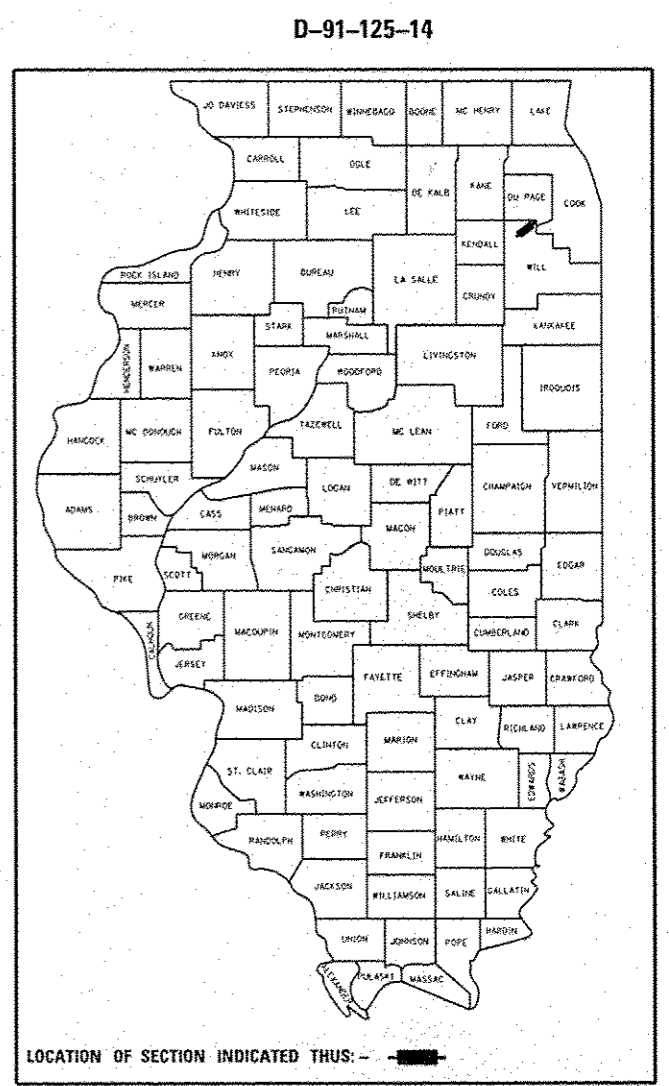 D-91-125-14
JO DAVIESS STEPHENSON WINNEBAGO BOONE MC HENRY LAKE
CARROLL OGLE DE KALB KANE DU PAGE COOK
WHITESIDE LEE
KENDALL WILL
ROCK ISLAND HENRY BUREAU LA SALLE GRUNDY
MERCER PUTNAM KANKAKEE
STARK MARSHALL LIVINGSTON
HENDERSON WARREN KNOX PEORIA WOODFORD IROQUOIS
HANCOCK MC DONOUGH FULTON TAZEWELL MC LEAN FORD
SCHUYLER MASON LOGAN DE WITT CHAMPAIGN VERMILION
ADAMS BROWN CASS MENARD MACON PIATT
PIKE SCOTT MORGAN SANGAMON CHRISTIAN MOULTRIE DOUGLAS EDGAR
COLES
CALHOUN GREENE MACOUPIN MONTGOMERY SHELBY CUMBERLAND CLARK
JERSEY FAYETTE EFFINGHAM JASPER CRAWFORD
MADISON BOND CLAY RICHLAND LAWRENCE
CLINTON MARION
ST. CLAIR WAYNE EDWARDS WABASH
MONROE WASHINGTON JEFFERSON
RANDOLPH PERRY HAMILTON WHITE
FRANKLIN
JACKSON WILLIAMSON SALINE GALLATIN
UNION JOHNSON POPE HARDIN
ALEXANDER PULASKI MASSAC
LOCATION OF SECTION INDICATED THUS: -